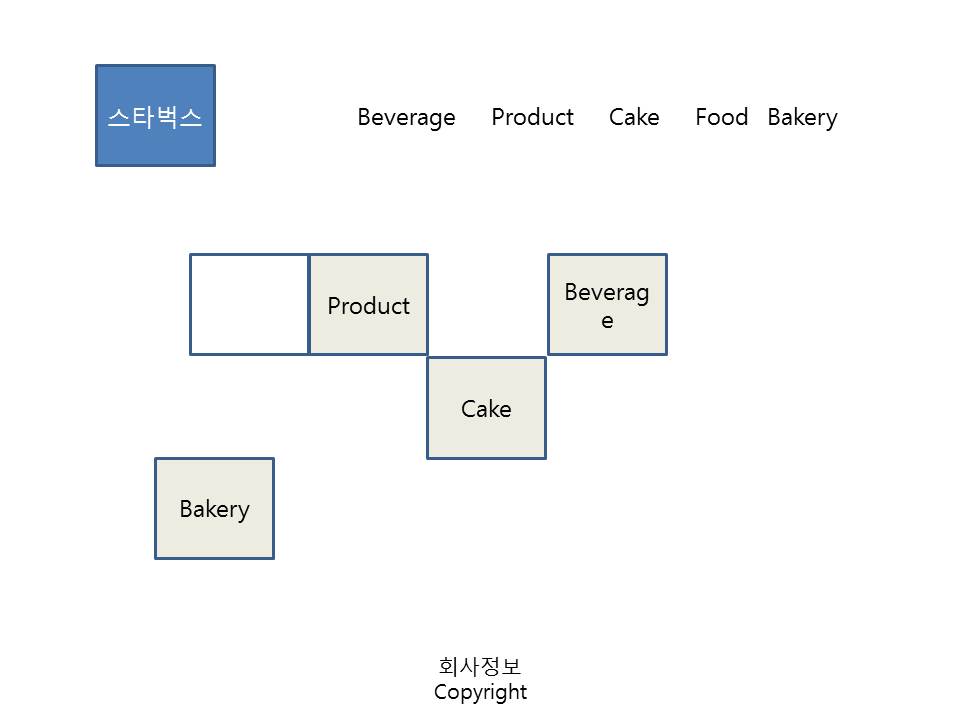 스타벅스
Beverage Product Cake Food Bakery
Product
Beverag
e
Cake
Bakery
회사정보
Copyright